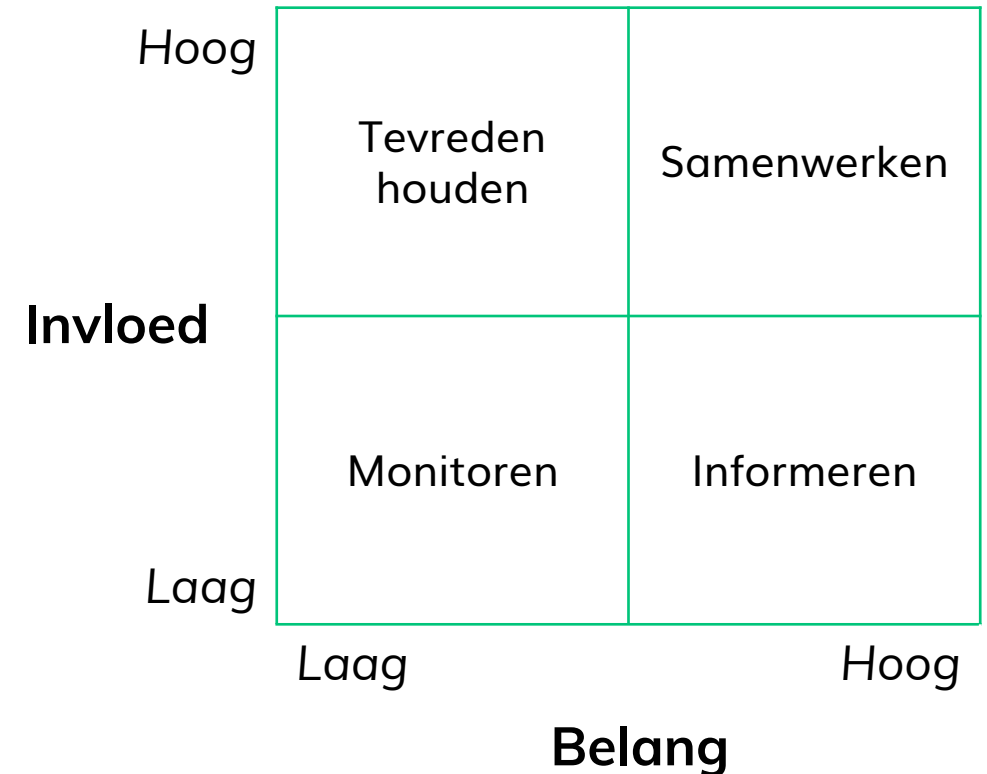 Hoog
Tevreden
houden
Samenwerken
Invloed
Monitoren
Informeren
Laag
Laag
Hoog
Belang